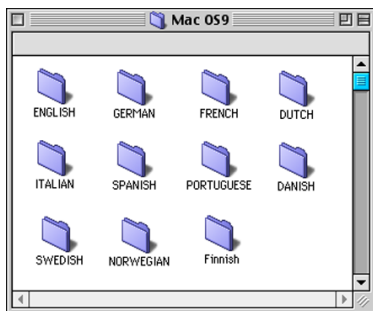 Mac OS9
ENGLISH GERMAN FRENCH DUTCH
ITALIAN SPANISH PORTUGUESE DANISH
SWEDISH NORWEGIAN Finnish